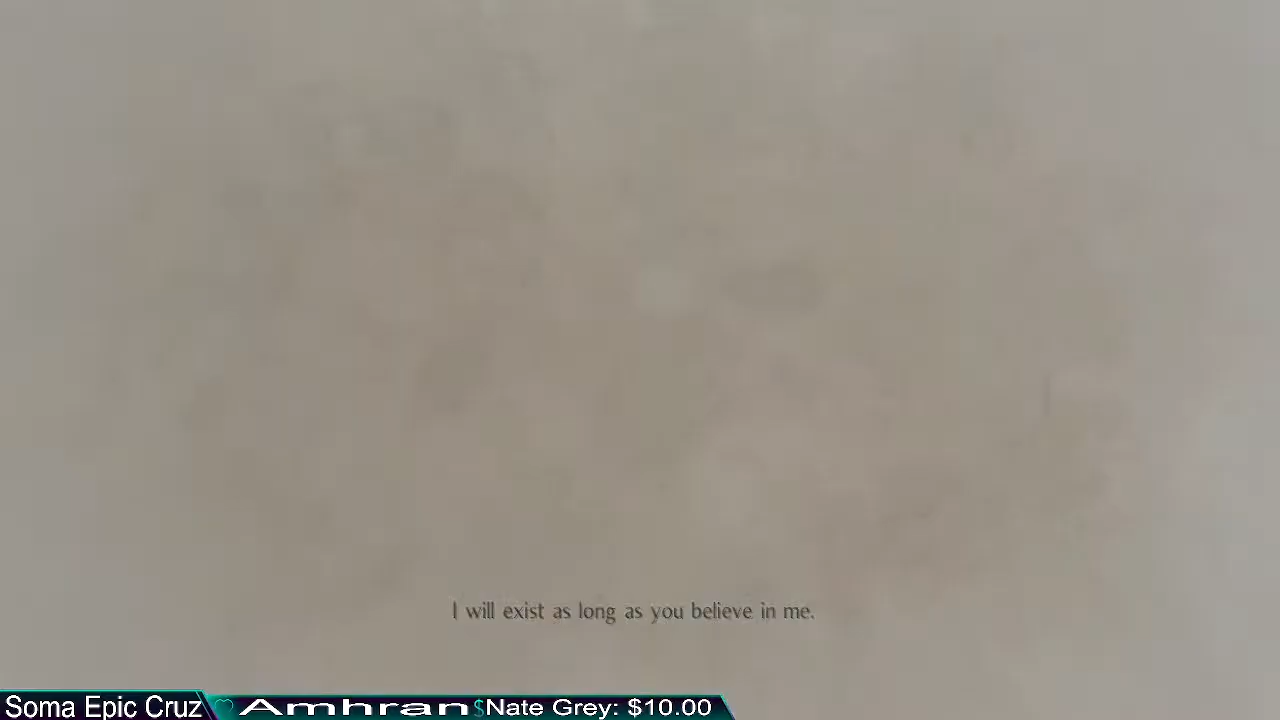 I will exist as long as you believe in me.
Soma Epic Cruz Amhran $Nate Grey: $10.00